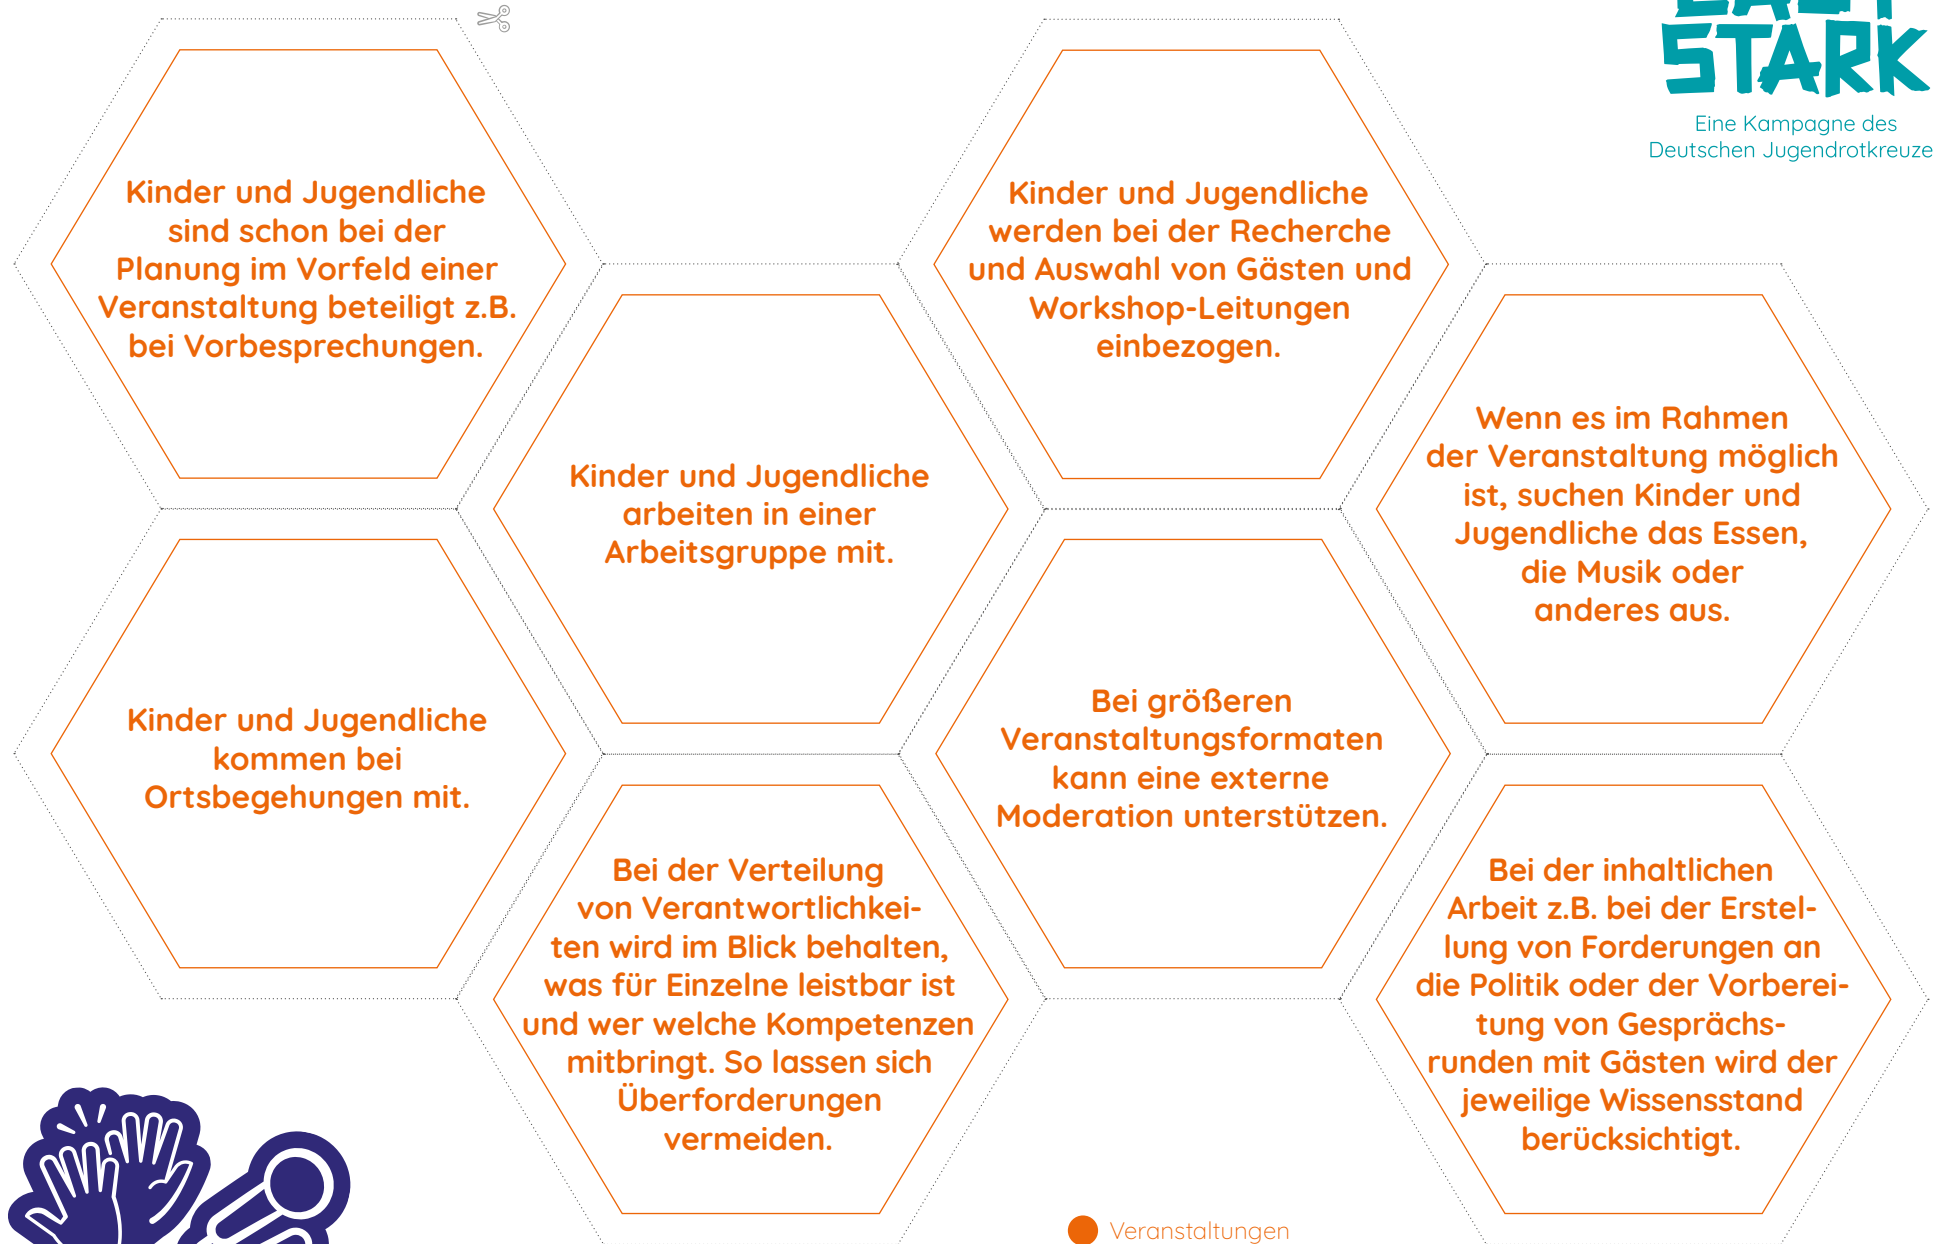 STARK
Eine Kampagne des
Deutschen Jugendrotkreuze
Kinder und Jugendliche
sind schon bei der
Planung im Vorfeld einer
Veranstaltung beteiligt z.B.
bei Vorbesprechungen.
Kinder und Jugendliche
werden bei der Recherche
und Auswahl von Gästen und
Workshop-Leitungen
einbezogen.
Kinder und Jugendliche
arbeiten in einer
Arbeitsgruppe mit.
Wenn es im Rahmen
der Veranstaltung möglich
ist, suchen Kinder und
Jugendliche das Essen,
die Musik oder
anderes aus.
Kinder und Jugendliche
kommen bei
Ortsbegehungen mit.
Bei größeren
Veranstaltungsformaten
kann eine externe
Moderation unterstützen.
Bei der Verteilung
von Verantwortlichkei-
ten wird im Blick behalten,
was für Einzelne leistbar ist
und wer welche Kompetenzen
mitbringt. So lassen sich
Überforderungen
vermeiden.
Bei der inhaltlichen
Arbeit z.B. bei der Erstel-
lung von Forderungen an
die Politik oder der Vorberei-
tung von Gesprächs-
runden mit Gästen wird der
jeweilige Wissensstand
berücksichtigt.
Veranstaltungen